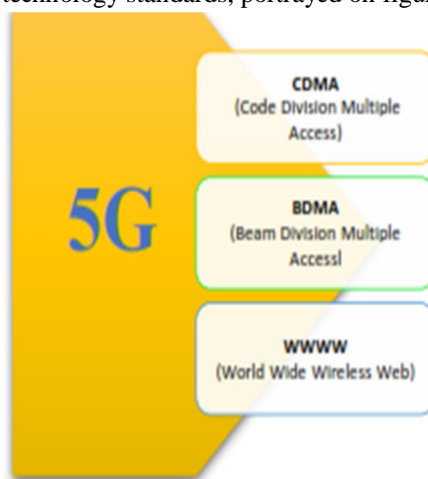 technology standards, portrayed on figur
5G
CDMA
(Code Division Multiple
Access)
BDMA
(Beam Division Multiple
Accessl
WWWW
(World Wide Wireless Web)